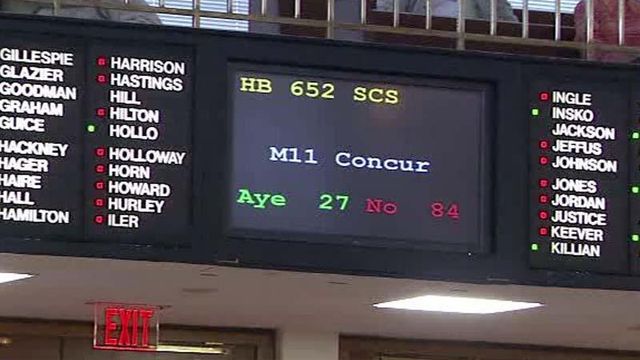 GILLESPIE
GLAZIER
GOODMAN
GRAHAM
GUICE
HACKNEY
HAGER
HAIRE
HALL
HAMILTON
HARRISON
HASTINGS
HILL
HILTON
HOLLO
HOLLOWAY
HORN
HOWARD
HURLEY
ILER
HB 652 SCS
M11 Concur
Aye 27 No 84
INGLE
INSKO
JACKSON
JEFFUS
JOHNSON
JONES
JORDAN
JUSTICE
KEEVER
KILLIAN
EXIT